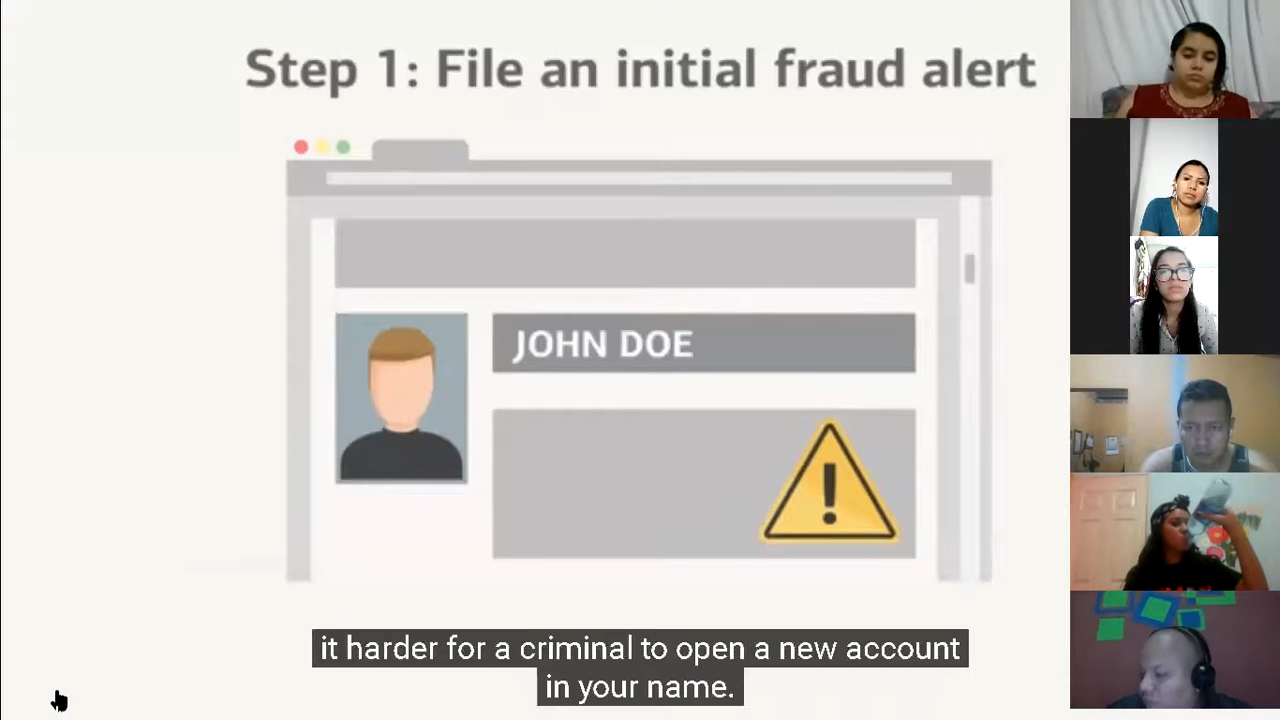 Step 1: File an initial fraud alert
JOHN DOE
it harder for a criminal to open a new account
in your name.